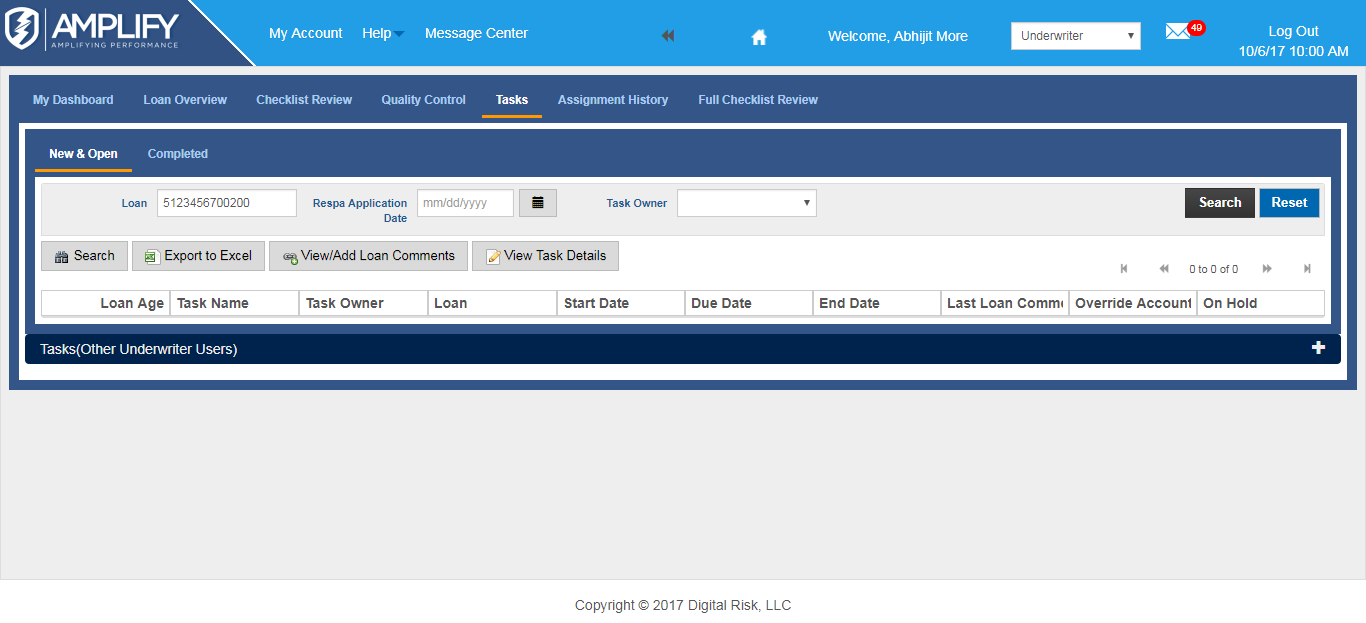 AMPLIFY
AMPLIFYING PERFORMANCE
My Account Help Message Center Welcome, Abhijit More Underwriter 49 Log Out
10/6/17 10:00 AM
My Dashboard Loan Overview Checklist Review Quality Control Tasks Assignment History Full Checklist Review
New & Open Completed
Loan 5123456700200 Respa Application Date mm/dd/yyyy Task Owner Search Reset
Search Export to Excel View/Add Loan Comments View Task Details
0 to 0 of 0
Loan Age Task Name Task Owner Loan Start Date Due Date End Date Last Loan Comme Override Account On Hold
Tasks(Other Underwriter Users)
Copyright © 2017 Digital Risk, LLC